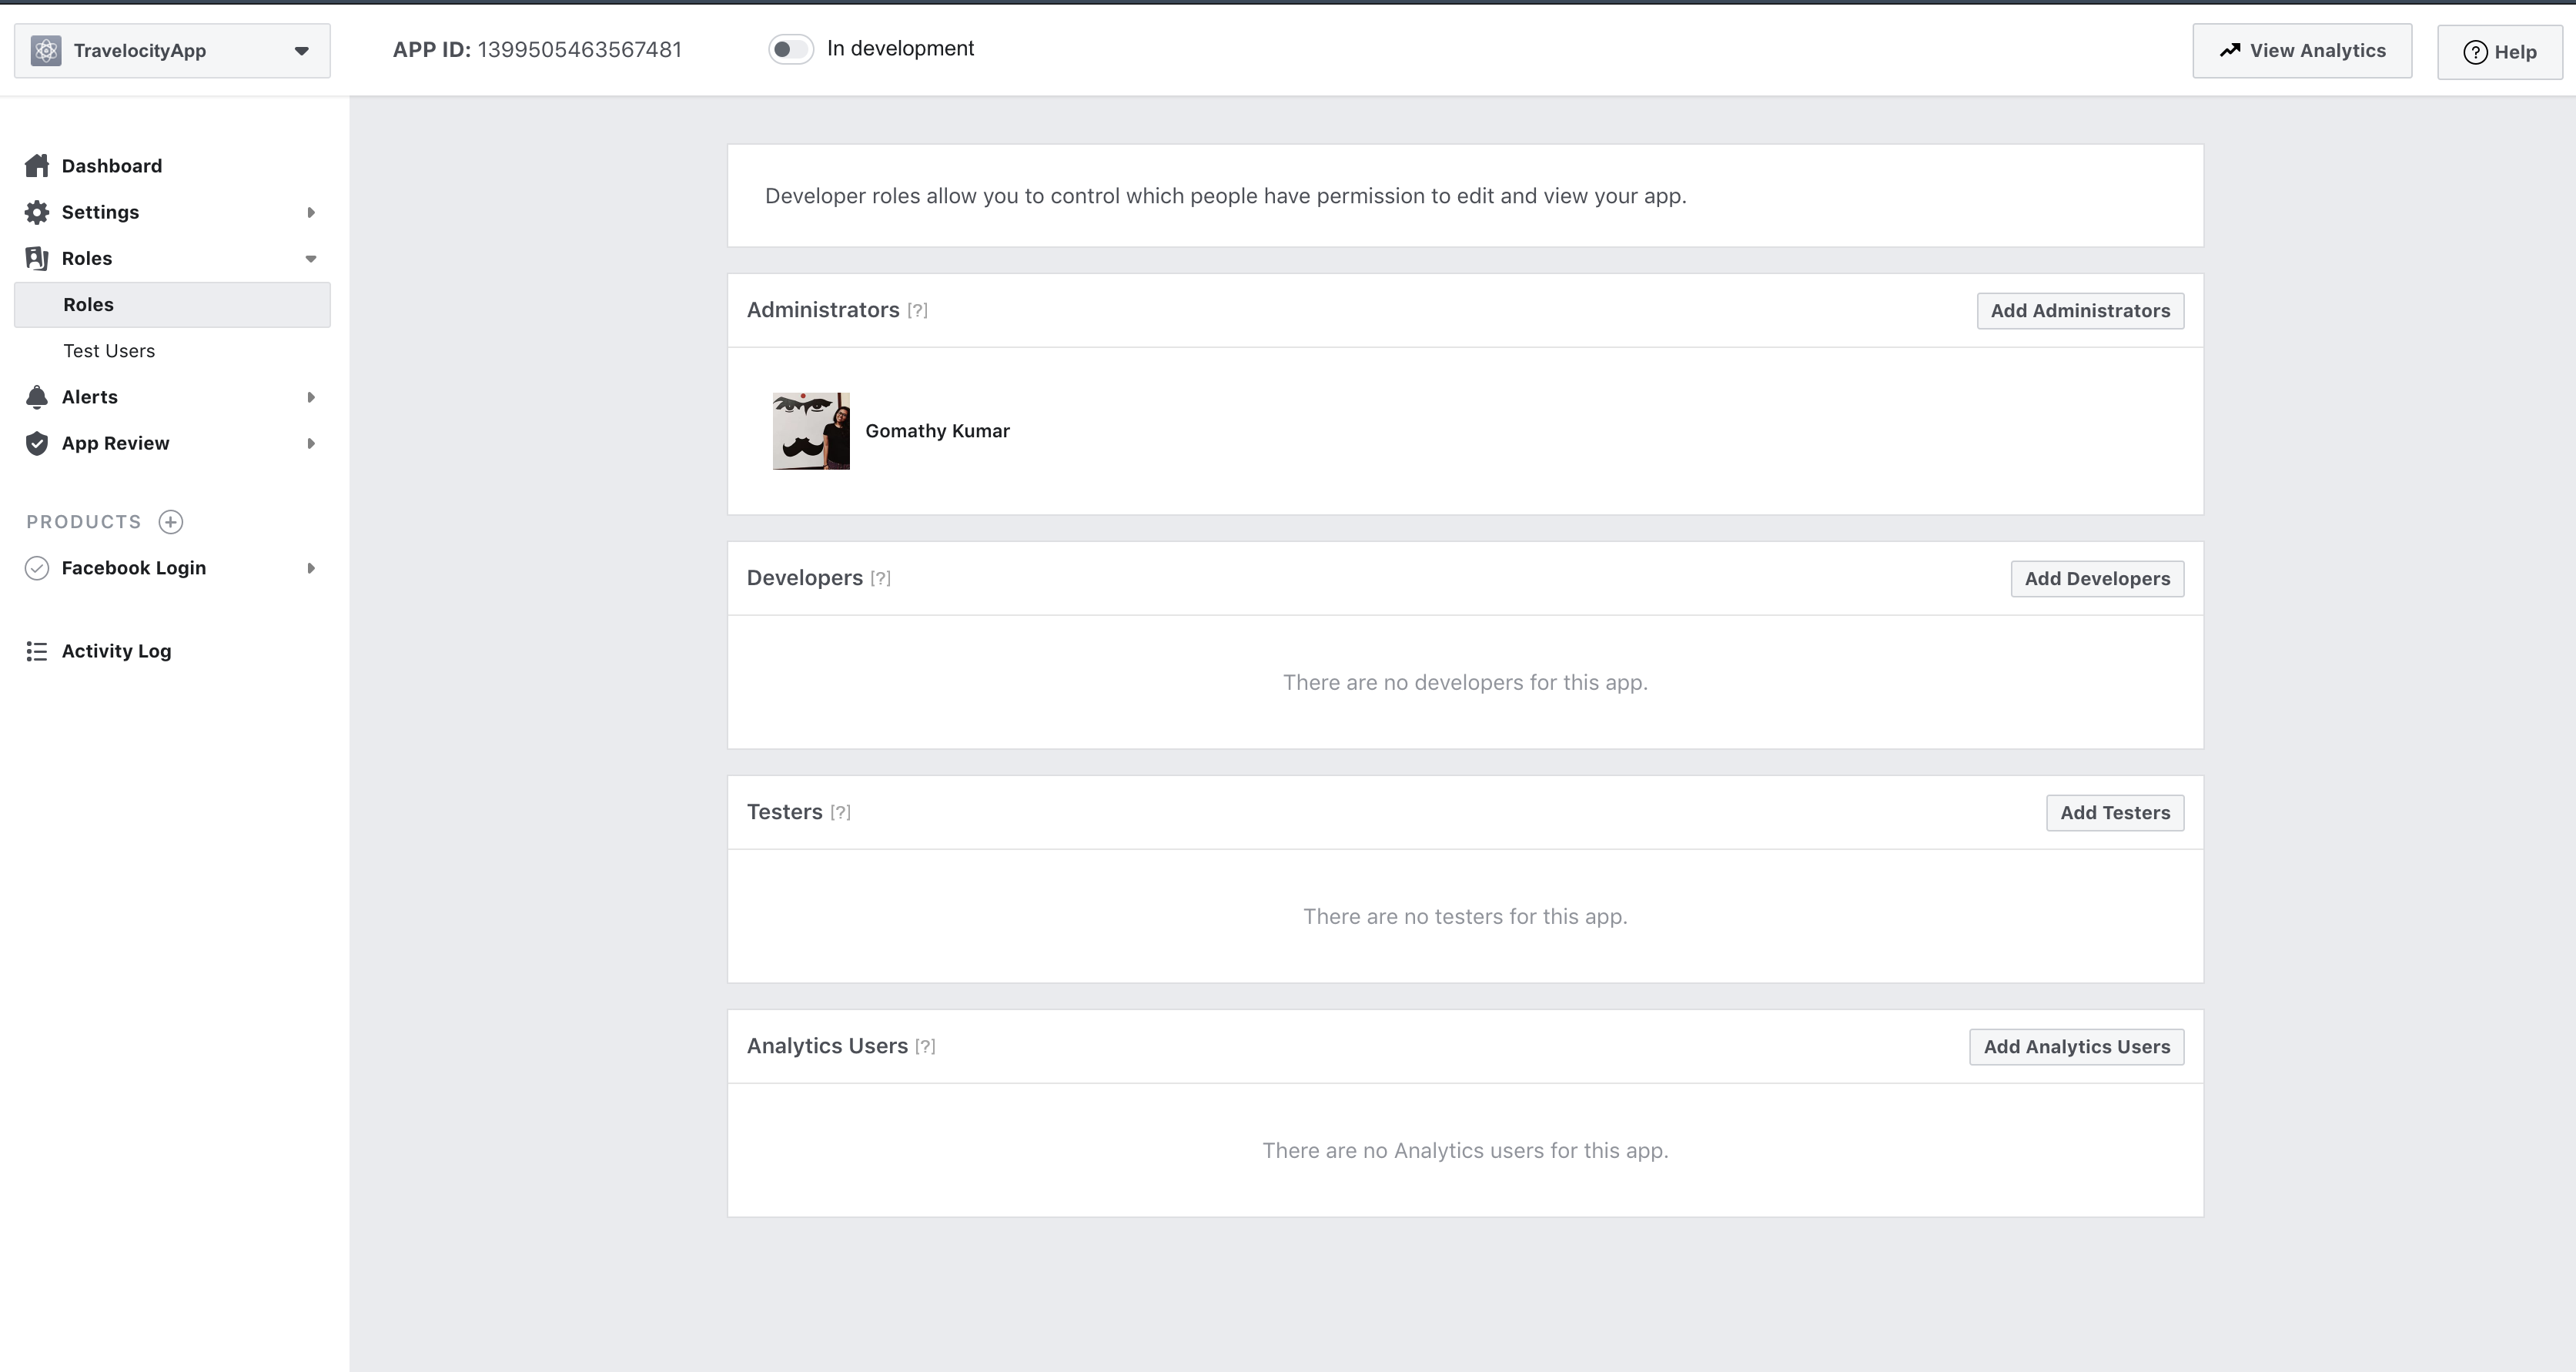 TravelocityApp
APP ID: 1399505463567481
In development
View Analytics
Help
Dashboard
Settings
Roles
Roles
Test Users
Alerts
App Review
PRODUCTS
Facebook Login
Activity Log
Developer roles allow you to control which people have permission to edit and view your app.
Administrators [?]
Add Administrators
Gomathy Kumar
Developers [?]
Add Developers
There are no developers for this app.
Testers [?]
Add Testers
There are no testers for this app.
Analytics Users [?]
Add Analytics Users
There are no Analytics users for this app.